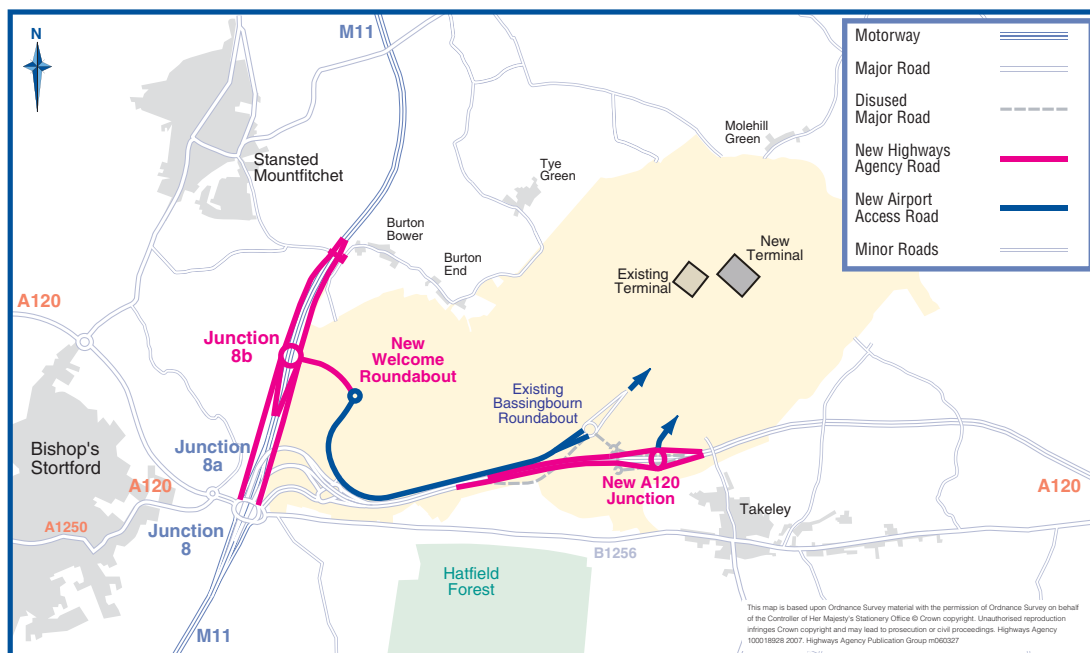 N
M11
Motorway
Major Road
Disused
Major Road
New Highways
Agency Road
New Airport
Access Road
Minor Roads
Molehill
Green
Stansted
Mountfitchet
Tye
Green
Burton
Bower
Burton
End
New
Terminal
Existing
Terminal
A120
Junction
8b
New
Welcome
Roundabout
Existing
Bassingbourn
Roundabout
Bishop's
Stortford
Junction
8a
A120
New A120
Junction
A120
A1250
Junction
8
Takeley
B1256
Hatfield
Forest
M11
This map is based upon Ordnance Survey material with the permission of Ordnance Survey on behalf
of the Controller of Her Majesty's Stationery Office © Crown copyright. Unauthorised reproduction
infringes Crown copyright and may lead to prosecution or civil proceedings. Highways Agency
100018928 2007. Highways Agency Publication Group m060327